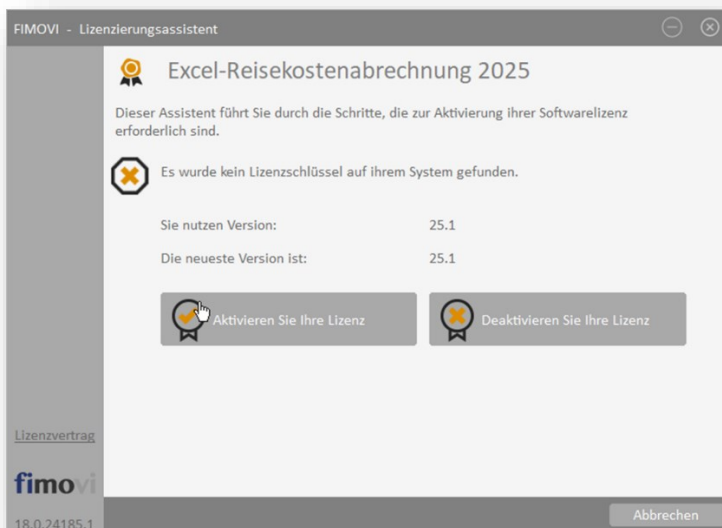 FIMOVI - Lizenzierungsassistent
Excel-Reisekostenabrechnung 2025
Dieser Assistent führt Sie durch die Schritte, die zur Aktivierung ihrer Softwarelizenz
erforderlich sind.
Es wurde kein Lizenzschlüssel auf ihrem System gefunden.
Sie nutzen Version: 25.1
Die neueste Version ist: 25.1
Aktivieren Sie Ihre Lizenz
Deaktivieren Sie Ihre Lizenz
Lizenzvertrag
fimovi
18.0.24185.1
Abbrechen